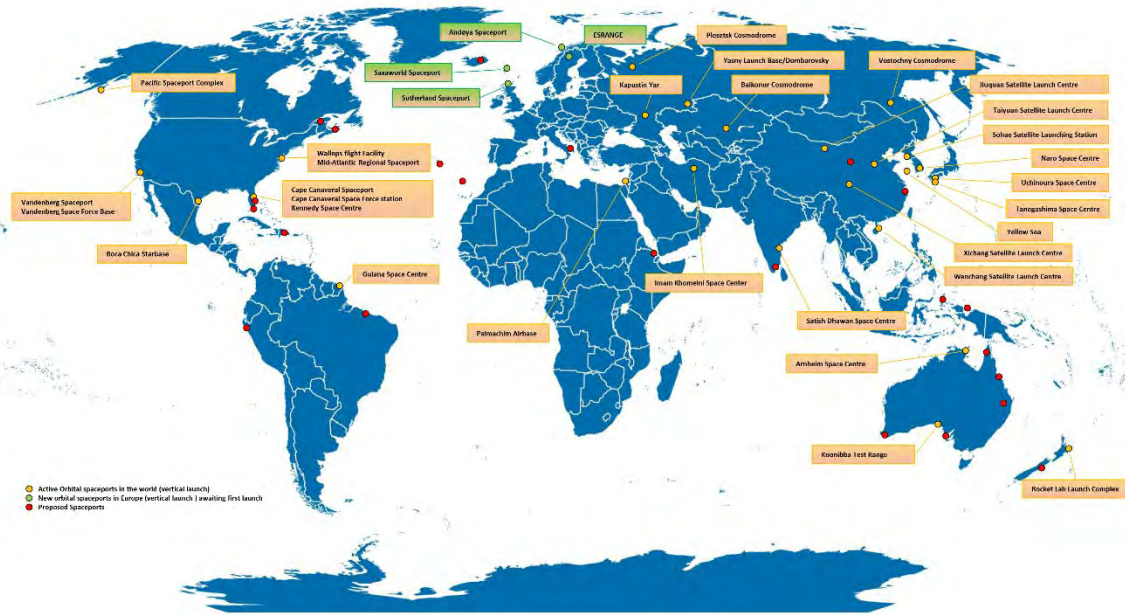 Andøya Spaceport
ESRANGE
Plesetsk Cosmodrome
Saxaword Spaceport
Yasny Launch Base/Dombarovsky
Vostochny Cosmodrome
Pacific Spaceport Complex
Sutherland Spaceport
Kapustin Yar
Baikonur Cosmodrome
Jiuquan Satellite Launch Centre
Taiyuan Satellite Launch Centre
Sohae Satellite Launching Station
Wallops flight Facility
Mid-Atlantic Regional Spaceport
Naro Space Centre
Uchinoura Space Centre
Cape Canaveral Spaceport
Cape Canaveral Space Force station
Kennedy Space Centre
Vandenberg Spaceport
Vandenberg Space Force Base
Tanegashima Space Centre
Yellow Sea
Boca Chica Starbase
Xichang Satellite Launch Centre
Guiana Space Centre
Imam Khomeini Space Center
Wenchang Satellite Launch Centre
Palmachim Airbase
Satish Dhawan Space Centre
Arnheim Space Centre
Koonibba Test Range
Rocket Lab Launch Complex
Active Orbital spaceports in the world (vertical launch)
New orbital spaceports in Europe (vertical launch ) awaiting first launch
Proposed Spaceports